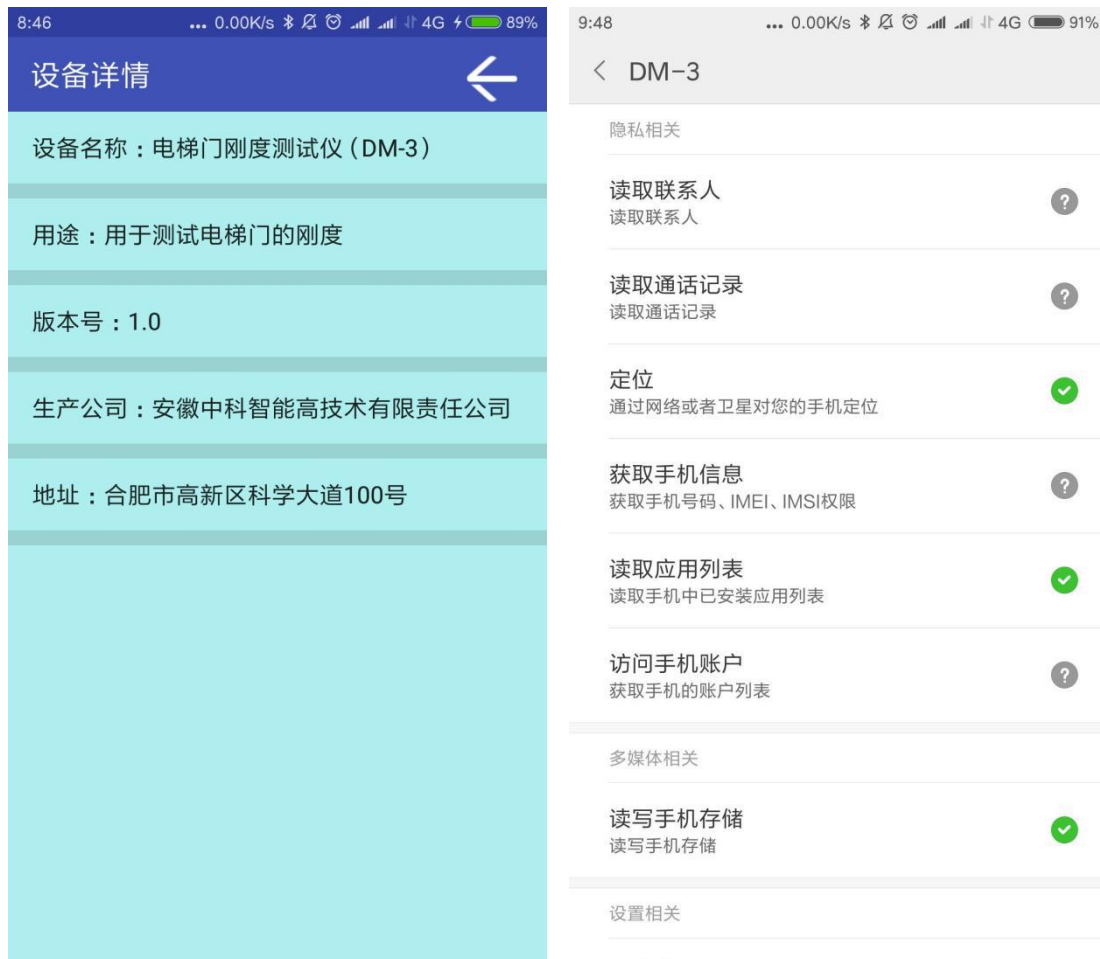 8:46
... 0.00K/s 4G 89%
设备详情
设备名称：电梯门刚度测试仪（DM-3）
用途：用于测试电梯门的刚度
版本号：1.0
生产公司：安徽中科智能高技术有限责任公司
地址：合肥市高新区科学大道100号
9:48
... 0.00K/s 4G 91%
DM-3
隐私相关
读取联系人
读取联系人
读取通话记录
读取通话记录
定位
通过网络或者卫星对您的手机定位
获取手机信息
获取手机号码、IMEI、IMSI权限
读取应用列表
读取手机中已安装应用列表
访问手机账户
获取手机的账户列表
多媒体相关
读写手机存储
读写手机存储
设置相关